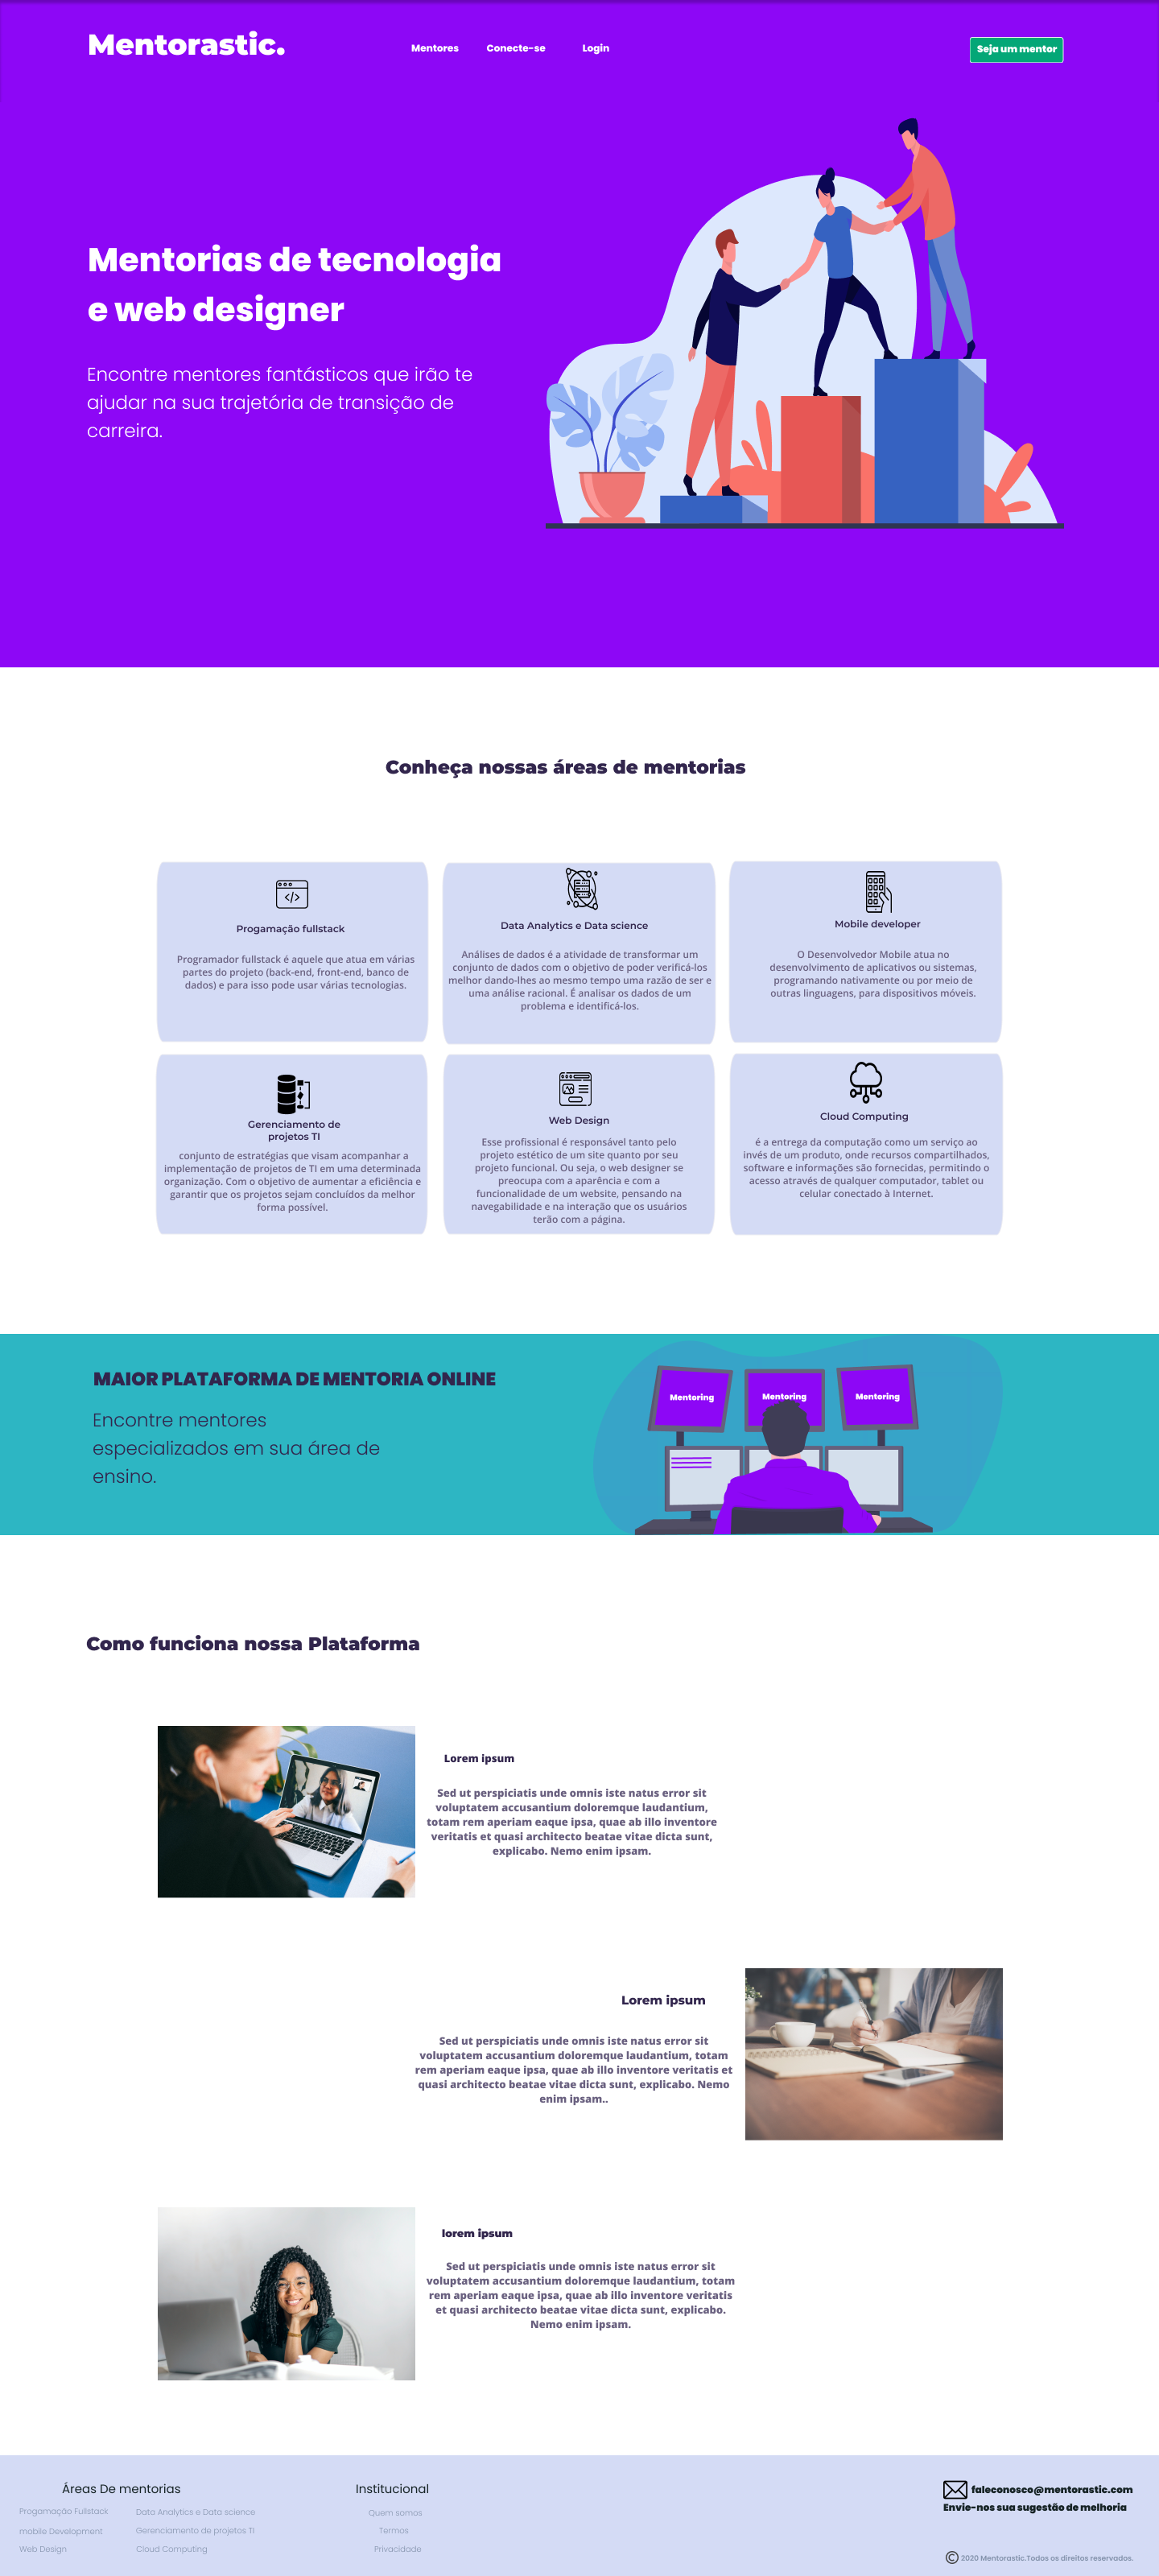 Mentorastic.
Mentores
Conecte-se
Login
Seja um mentor
Mentorias de tecnologia
e web designer
Encontre mentores fantásticos que irão te
ajudar na sua trajetória de transição de
carreira.
Conheça nossas áreas de mentorias
Progamação fullstack
Programador fullstack é aquele que atua em várias
partes do projeto (back-end, front-end, banco de
dados) e para isso pode usar várias tecnologias.
Data Analytics e Data science
Análises de dados é a atividade de transformar um
conjunto de dados com o objetivo de poder verificá-los
melhor dando-lhes ao mesmo tempo uma razão de ser e
uma análise racional. É analisar os dados de um
problema e identificá-los.
Mobile developer
O Desenvolvedor Mobile atua no
desenvolvimento de aplicativos ou sistemas,
programando nativamente ou por meio de
outras linguagens, para dispositivos móveis.
Gerenciamento de
projetos TI
conjunto de estratégias que visam acompanhar a
implementação de projetos de TI em uma determinada
organização. Com o objetivo de aumentar a eficiência e
garantir que os projetos sejam concluídos da melhor
forma possível.
Web Design
Esse profissional é responsável tanto pelo
projeto estético de um site quanto por seu
projeto funcional. Ou seja, o web designer se
preocupa com a aparência e com a
funcionalidade de um website, pensando na
navegabilidade e na interação que os usuários
terão com a página.
Cloud Computing
é a entrega da computação como um serviço ao
invés de um produto, onde recursos compartilhados,
software e informações são fornecidas, permitindo o
acesso através de qualquer computador, tablet ou
celular conectado à Internet.
MAIOR PLATAFORMA DE MENTORIA ONLINE
Encontre mentores
especializados em sua área de
ensino.
Mentoring
Mentoring
Mentoring
Como funciona nossa Plataforma
Lorem ipsum
Sed ut perspiciatis unde omnis iste natus error sit
voluptatem accusantium doloremque laudantium,
totam rem aperiam eaque ipsa, quae ab illo inventore
veritatis et quasi architecto beatae vitae dicta sunt,
explicabo. Nemo enim ipsam.
Lorem ipsum
Sed ut perspiciatis unde omnis iste natus error sit
voluptatem accusantium doloremque laudantium, totam
rem aperiam eaque ipsa, quae ab illo inventore veritatis et
quasi architecto beatae vitae dicta sunt, explicabo. Nemo
enim ipsam..
lorem ipsum
Sed ut perspiciatis unde omnis iste natus error sit
voluptatem accusantium doloremque laudantium, totam
rem aperiam eaque ipsa, quae ab illo inventore veritatis
et quasi architecto beatae vitae dicta sunt, explicabo.
Nemo enim ipsam.
Áreas De mentorias
Progamação Fullstack
mobile Development
Web Design
Data Analytics e Data science
Gerenciamento de projetos TI
Cloud Computing
Institucional
Quem somos
Termos
Privacidade
faleconosco@mentorastic.com
Envie-nos sua sugestão de melhoria
© 2020 Mentorastic.Todos os direitos reservados.